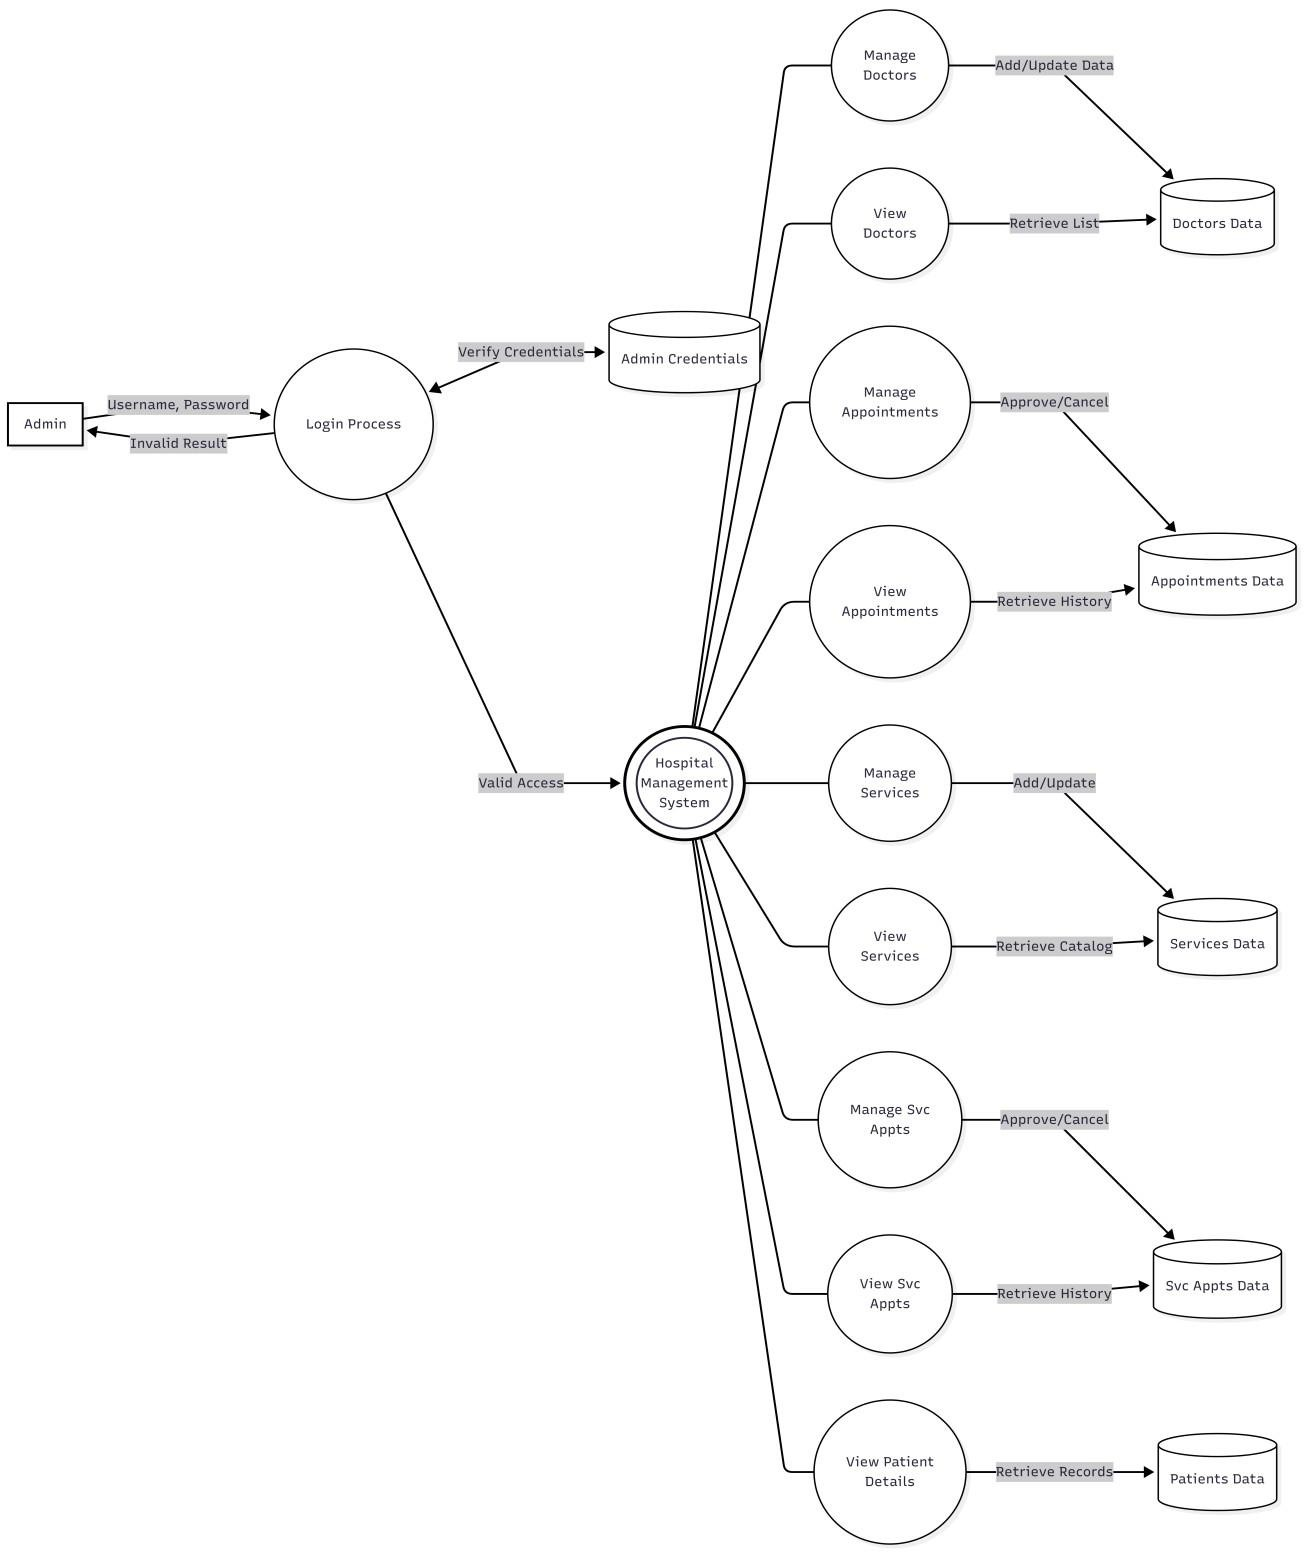 Manage
Doctors
Add/Update Data
View
Doctors
Retrieve List
Doctors Data
Admin
Username, Password
Invalid Result
Login Process
Verify Credentials
Admin Credentials
Manage
Appointments
Approve/Cancel
View
Appointments
Retrieve History
Appointments Data
Valid Access
Hospital
Management
System
Manage
Services
Add/Update
View
Services
Retrieve Catalog
Services Data
Manage Svc
Appts
Approve/Cancel
View Svc
Appts
Retrieve History
Svc Appts Data
View Patient
Details
Retrieve Records
Patients Data